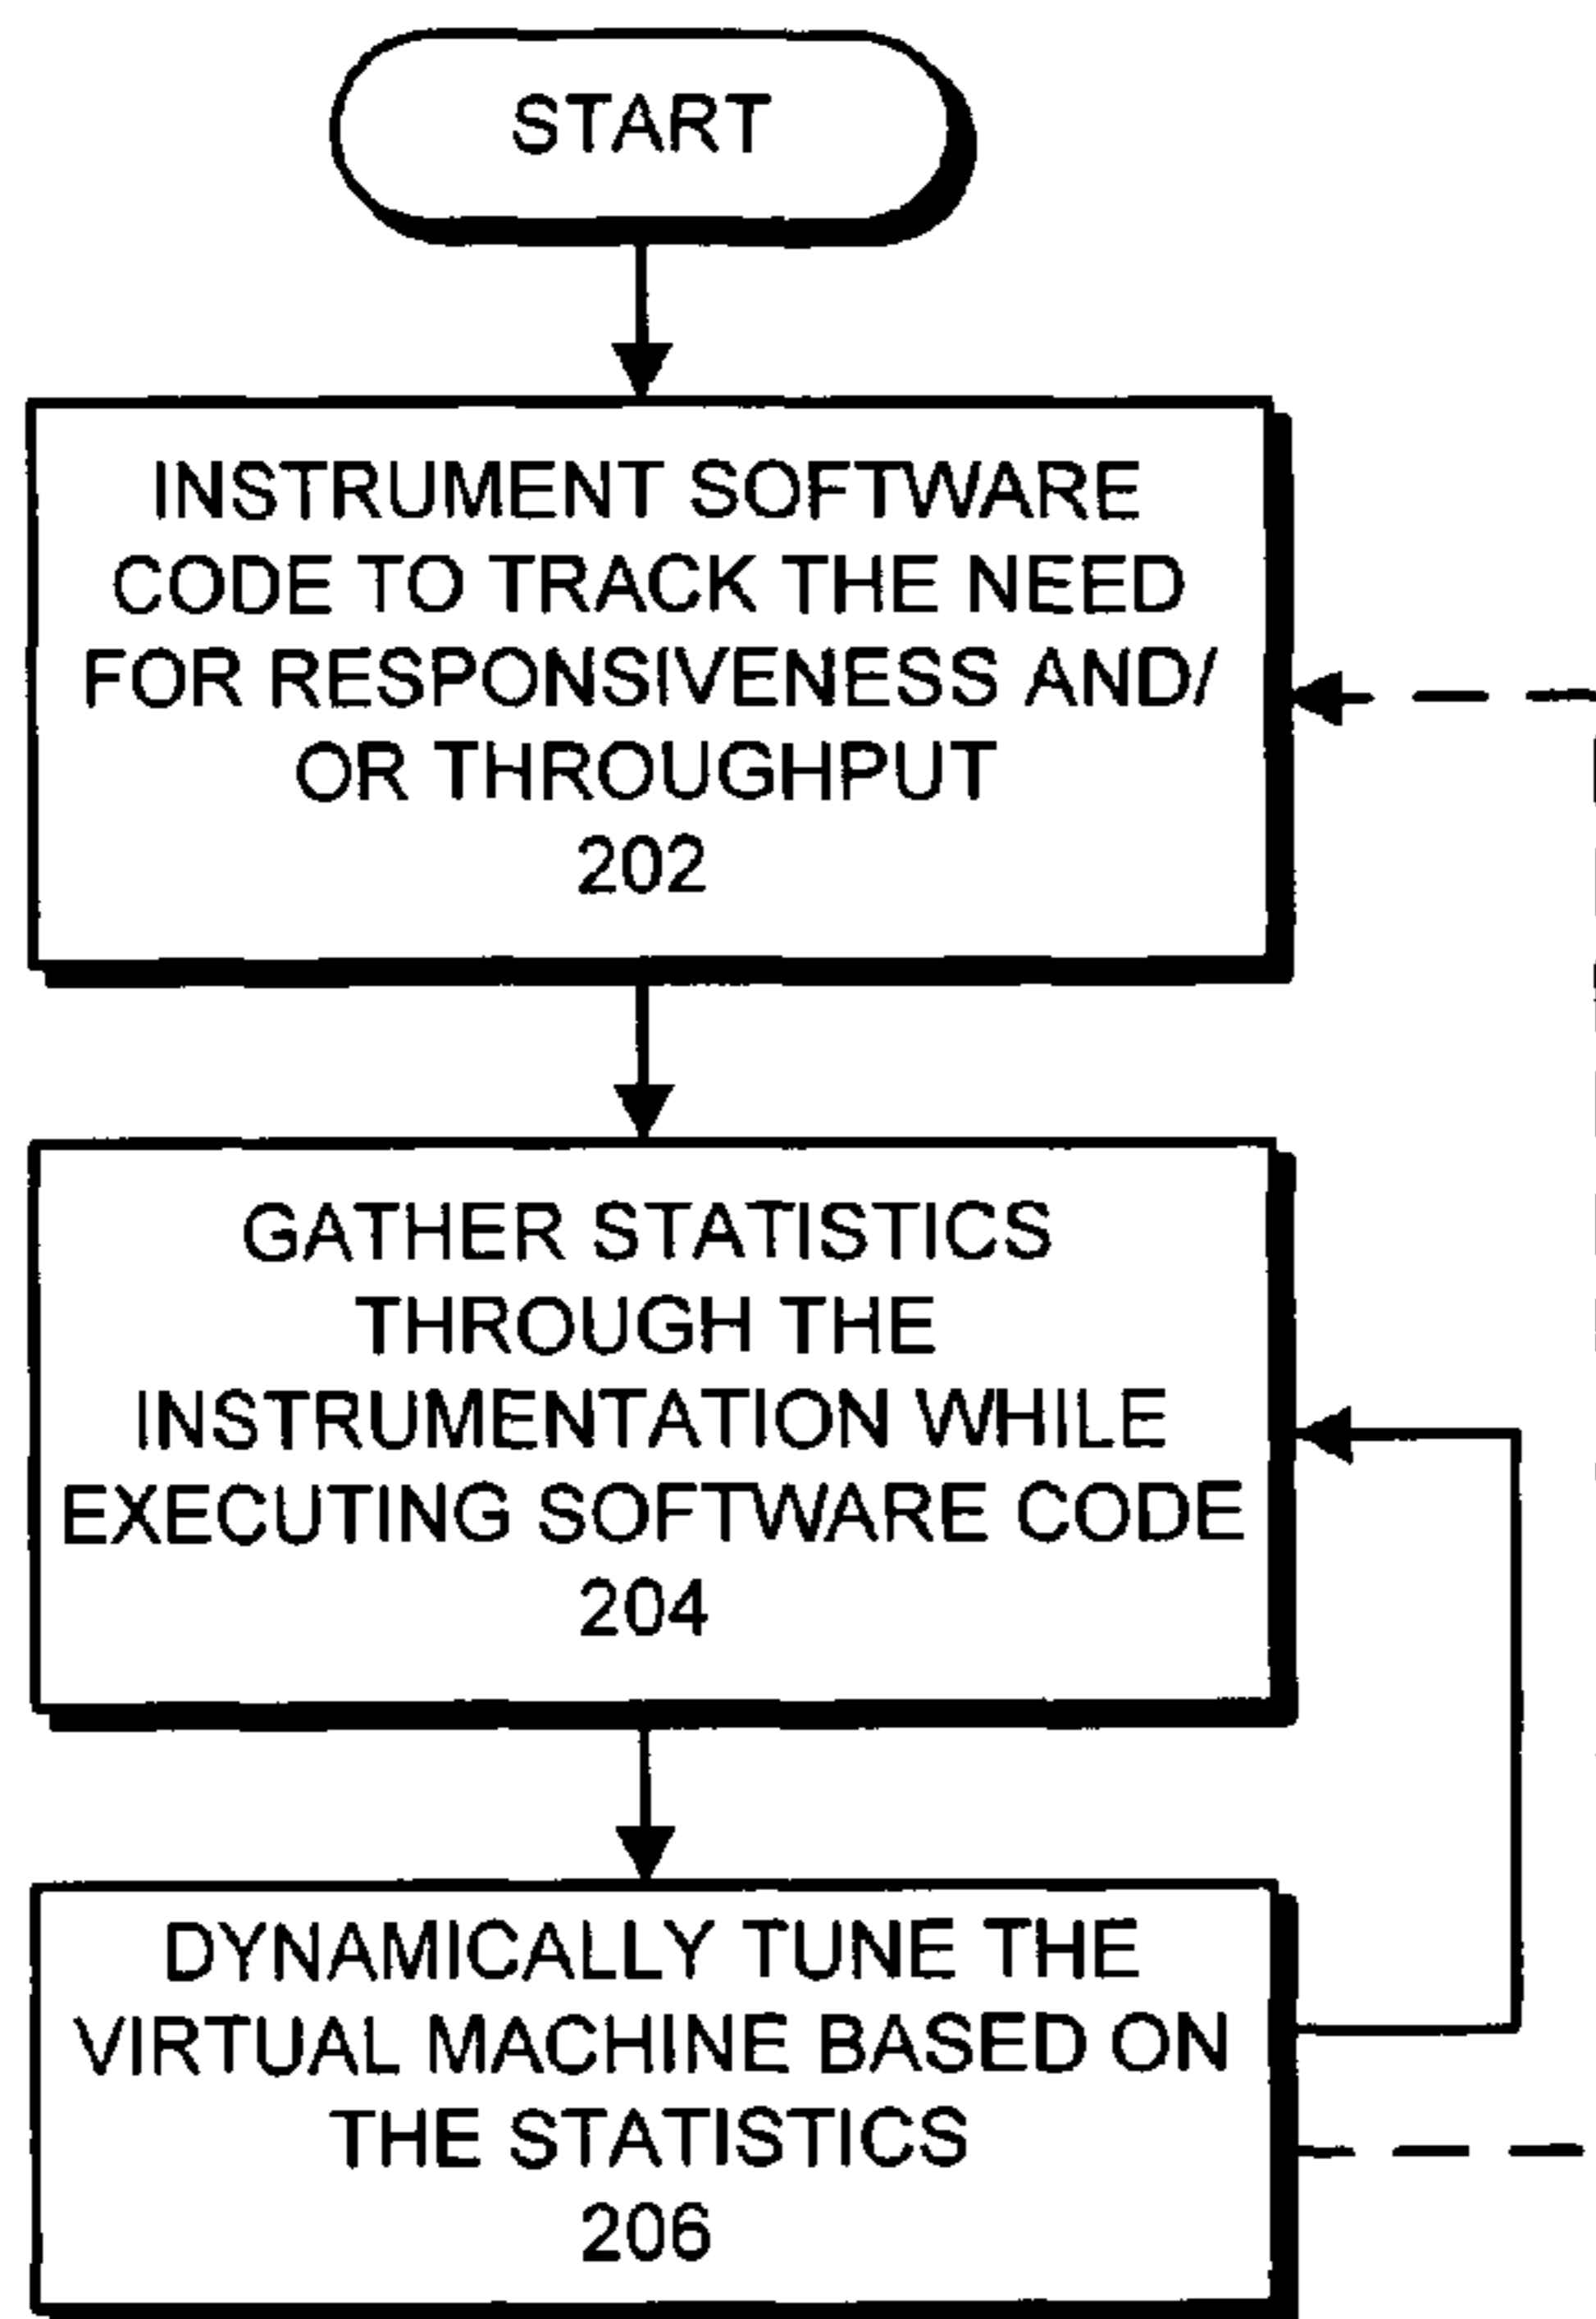 START
INSTRUMENT SOFTWARE
CODE TO TRACK THE NEED
FOR RESPONSIVENESS AND/
OR THROUGHPUT
202
GATHER STATISTICS
THROUGH THE
INSTRUMENTATION WHILE
EXECUTING SOFTWARE CODE
204
DYNAMICALLY TUNE THE
VIRTUAL MACHINE BASED ON
THE STATISTICS
206